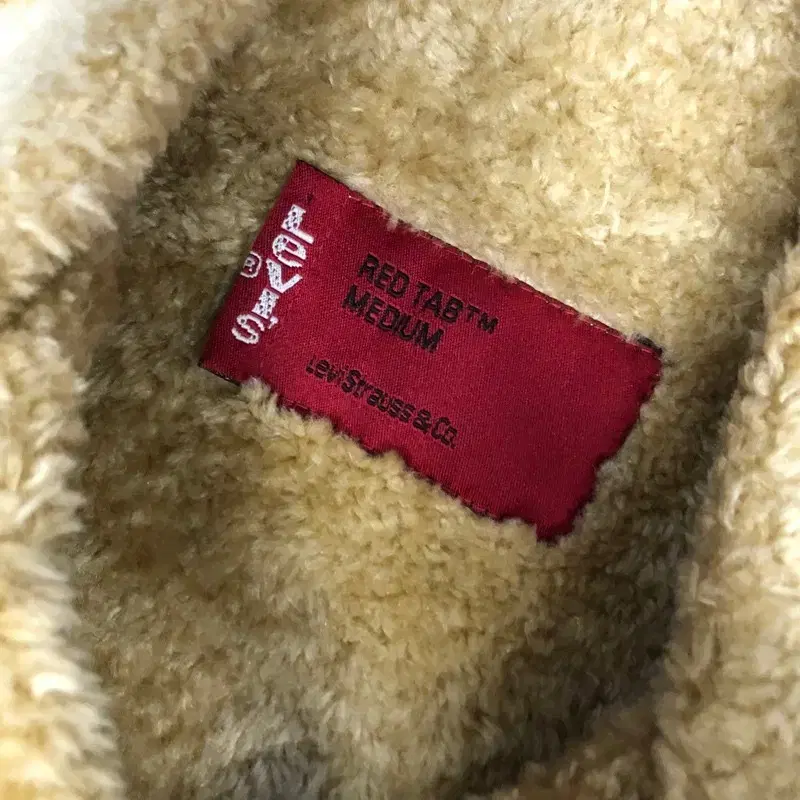 Levi's
®
RED TAB™
MEDIUM
Levi Strauss & Co.